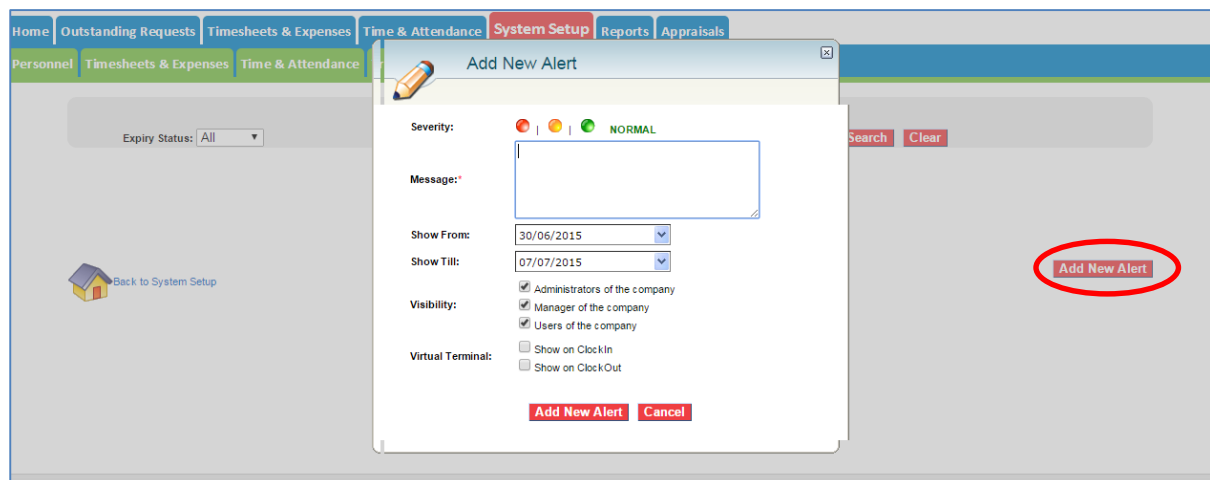 Home Outstanding Requests Timesheets & Expenses Time & Attendance System Setup Reports Appraisals
Personnel Timesheets & Expenses Time & Attendance
Add New Alert
Expiry Status: All
Search Clear
Severity: | | NORMAL
Message:*
Show From: 30/06/2015
Show Till: 07/07/2015
Back to System Setup
Add New Alert
Visibility:
Administrators of the company
Manager of the company
Users of the company
Virtual Terminal:
Show on ClockIn
Show on ClockOut
Add New Alert Cancel